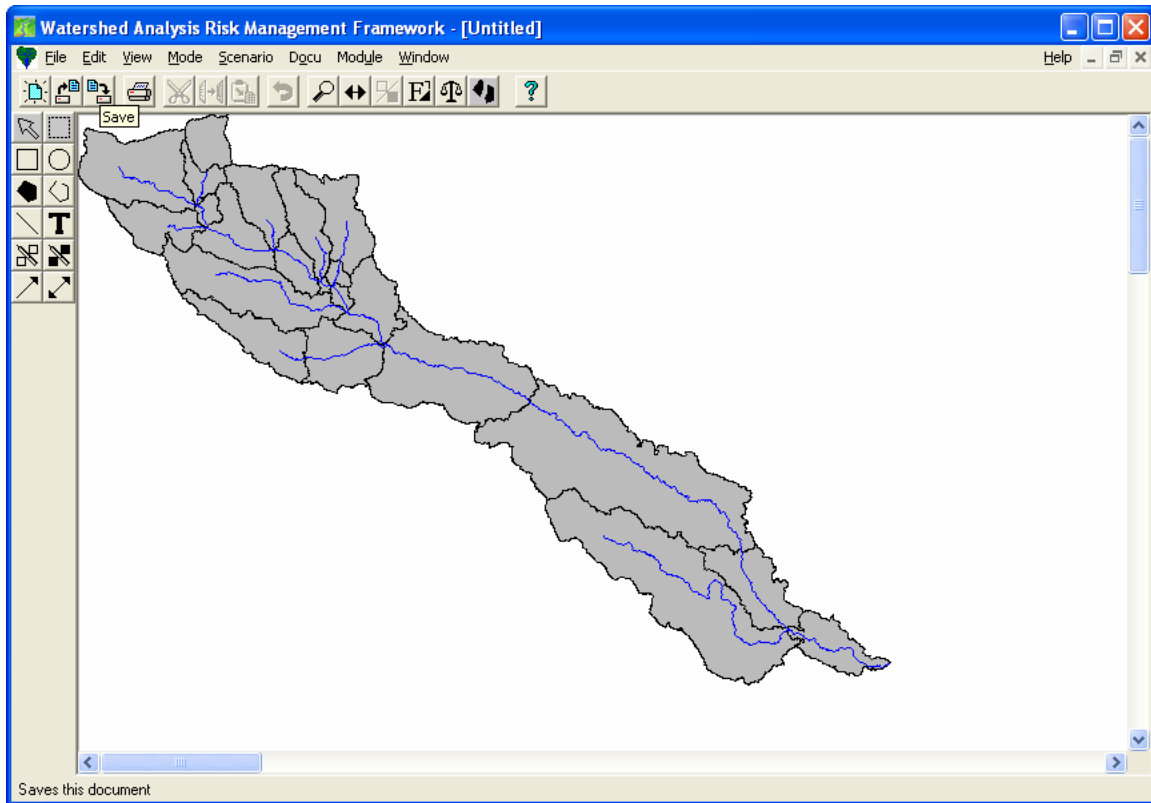 Watershed Analysis Risk Management Framework - [Untitled]
File Edit View Mode Scenario Docu Module Window Help
F
?
Save
T
Saves this document